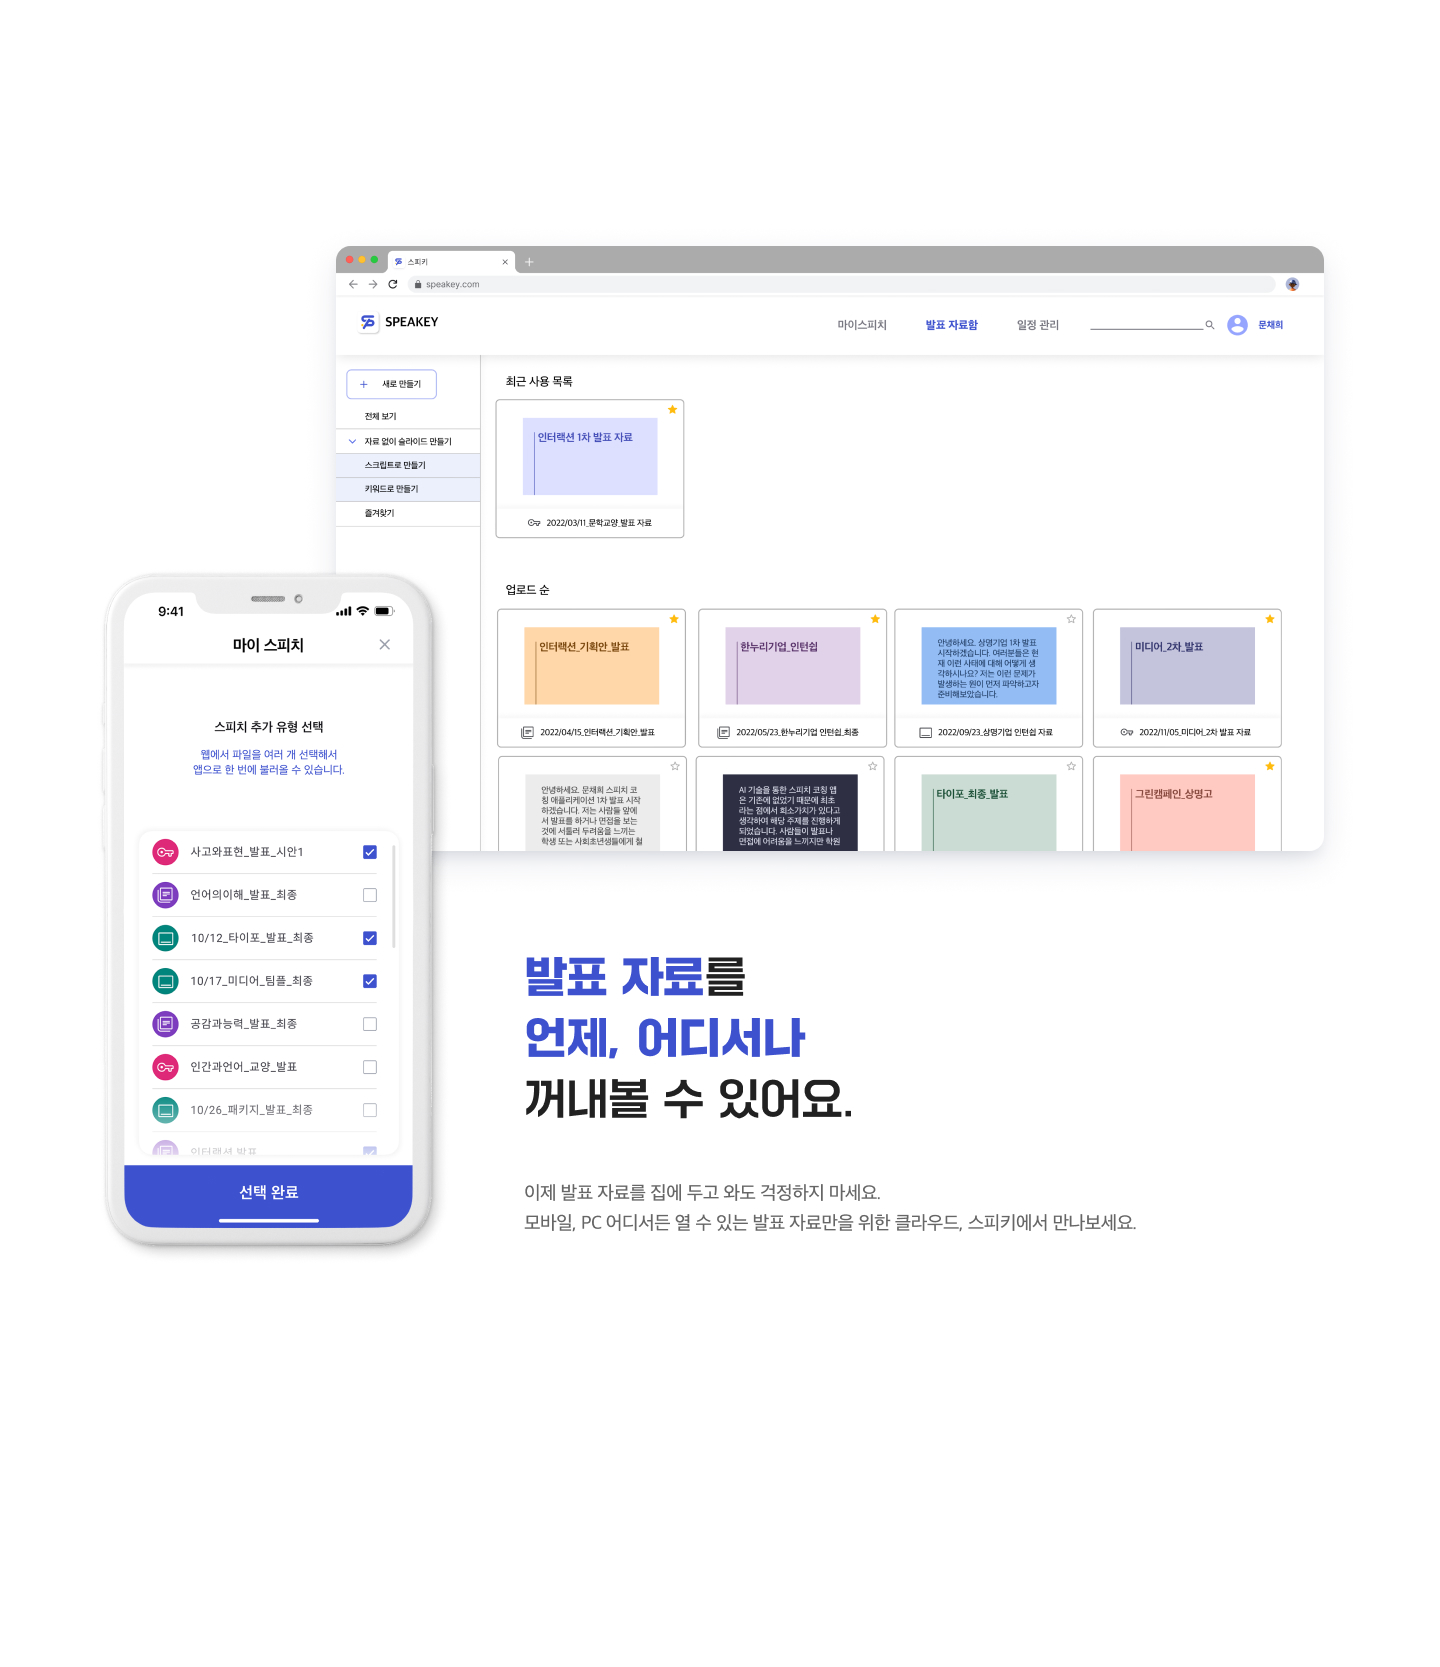 스피키
speakey.com
SPEAKEY
마이스피치
발표 자료함
일정 관리
문채희
새로 만들기
전체 보기
자료 없이 슬라이드 만들기
스크립트로 만들기
키워드로 만들기
즐겨찾기
최근 사용 목록
인터랙션 1차 발표 자료
2022/03/11_문학교양_발표 자료
업로드 순
인터랙션_기획안_발표
2022/04/15_인터랙션_기획안_발표
한누리기업_인턴쉽
2022/05/23_한누리기업 인턴쉽_최종
안녕하세요. 상명기업 1차 발표
시작하겠습니다. 여러분들은 현
재 이런 사태에 대해 어떻게 생
각하시나요? 저는 이런 문제가
발생하는 원이 먼저 파악하고자
준비해보았습니다.
2022/09/23_상명기업 인턴쉽 자료
미디어_2차_발표
2022/11/05_미디어_2차 발표 자료
안녕하세요. 문채희 스피치 코
칭 애플리케이션 1차 발표 시작
하겠습니다. 저는 사람들 앞에
서 발표를 하거나 면접을 보는
것에 서툴러 두려움을 느끼는
학생 또는 사회초년생들에게 철
AI 기술을 통한 스피치 코칭 앱
은 기존에 없었기 때문에 최초
라는 점에서 희소가치가 있다고
생각하여 해당 주제를 진행하게
되었습니다. 사람들이 발표나
면접에 어려움을 느끼지만 학원
타이포_최종_발표
그린캠페인_상명고
9:41
마이 스피치
스피치 추가 유형 선택
웹에서 파일을 여러 개 선택해서
앱으로 한 번에 불러올 수 있습니다.
사고와표현_발표_시안1
언어의이해_발표_최종
10/12_타이포_발표_최종
10/17_미디어_팀플_최종
공감과능력_발표_최종
인간과언어_교양_발표
10/26_패키지_발표_최종
인터랙션 발표
선택 완료
발표 자료를
언제, 어디서나
꺼내볼 수 있어요.
이제 발표 자료를 집에 두고 와도 걱정하지 마세요.
모바일, PC 어디서든 열 수 있는 발표 자료만을 위한 클라우드, 스피키에서 만나보세요.